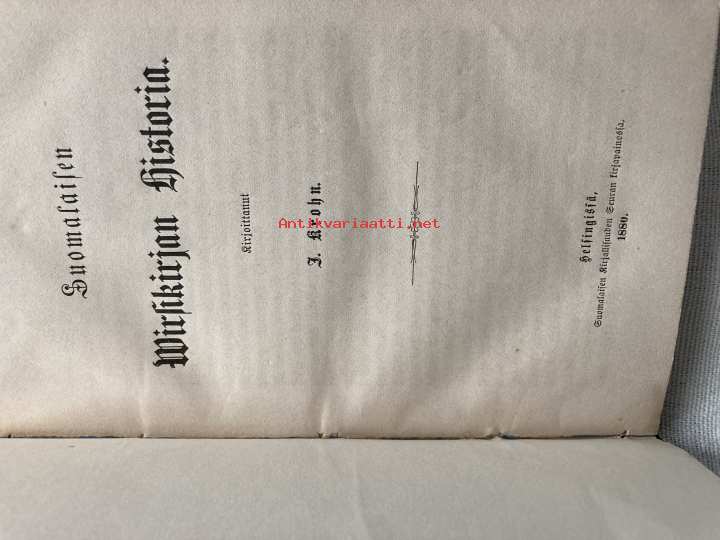 Suomalaisen
Wirsikirjan Historia.
Kirjoittanut
J. Krohn.
Antikvariaatti.net
Helsingissä,
Suomalaisen Kirjallisuuden Seuran kirjapainossa,
1880.